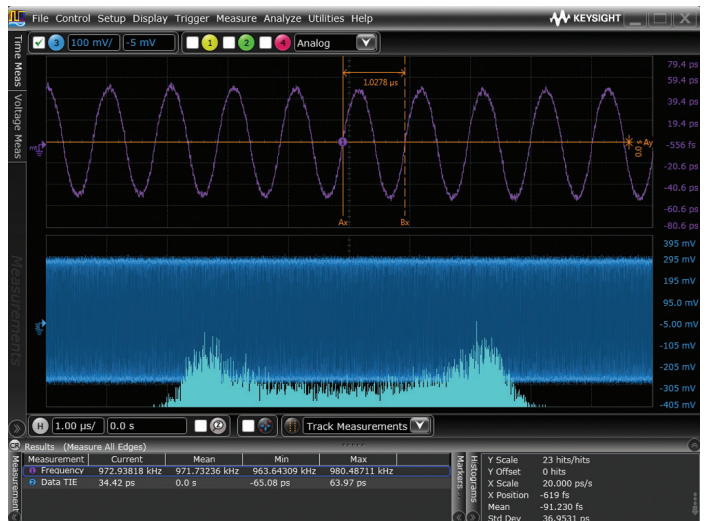 File Control Setup Display Trigger Measure Analyze Utilities Help
KEYSIGHT
3 100 mV/ -5 mV 1 2 4 Analog
Time Meas
Voltage Meas
Measurements
1.0278 µs
79.4 ps
59.4 ps
39.4 ps
19.4 ps
-556 fs
-20.6 ps
-40.6 ps
-60.6 ps
-80.6 ps
0.0 s Ay
Ax
Bx
395 mV
295 mV
195 mV
95.0 mV
-5.00 mV
-105 mV
-205 mV
-305 mV
-405 mV
H 1.00 µs/ 0.0 s Track Measurements
Results (Measure All Edges)
Measurement Current Mean Min Max
Frequency 972.93818 kHz 971.73236 kHz 963.64309 kHz 980.48711 kHz
Data TIE 34.42 ps 0.0 s -65.08 ps 63.97 ps
Measurement
Markers
Histograms
Y Scale 23 hits/hits
Y Offset 0 hits
X Scale 20.000 ps/s
X Position -619 fs
Mean -91.230 fs
Std Dev 36.9531 ps